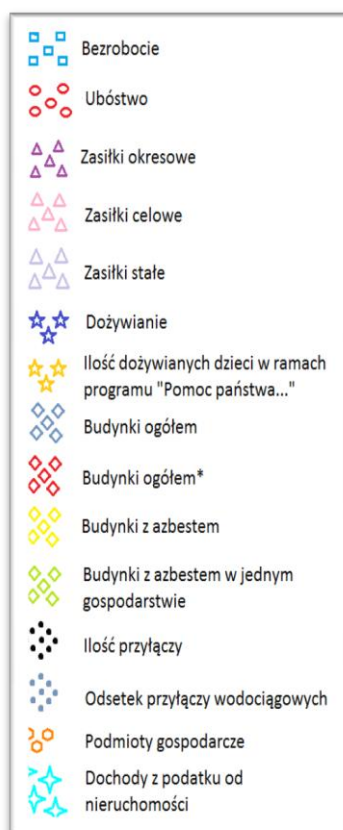 Bezrobocie
Ubóstwo
Zasiłki okresowe
Zasiłki celowe
Zasiłki stałe
Dożywianie
Ilość dożywianych dzieci w ramach
programu "Pomoc państwa..."
Budynki ogółem
Budynki ogółem*
Budynki z azbestem
Budynki z azbestem w jednym
gospodarstwie
Ilość przyłączy
Odsetek przyłączy wodociągowych
Podmioty gospodarcze
Dochody z podatku od
nieruchomości